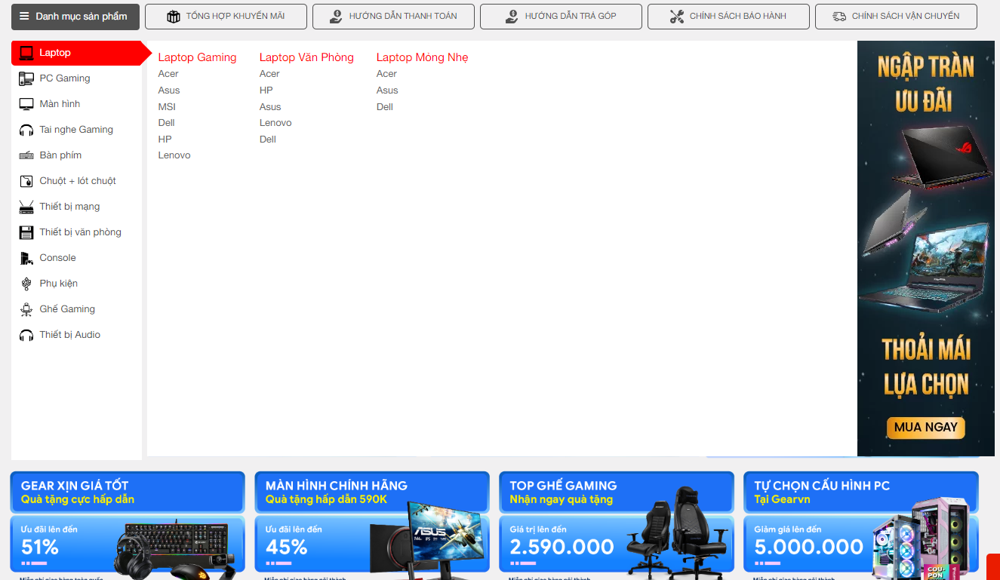 Danh mục sản phẩm
TỔNG HỢP KHUYẾN MÃI
HƯỚNG DẪN THANH TOÁN
HƯỚNG DẪN TRẢ GÓP
CHÍNH SÁCH BẢO HÀNH
CHÍNH SÁCH VẬN CHUYỂN
Laptop
PC Gaming
Màn hình
Tai nghe Gaming
Bàn phím
Chuột + lót chuột
Thiết bị mạng
Thiết bị văn phòng
Console
Phụ kiện
Ghế Gaming
Thiết bị Audio
Laptop Gaming
Acer
Asus
MSI
Dell
HP
Lenovo
Laptop Văn Phòng
Acer
HP
Asus
Lenovo
Dell
Laptop Mỏng Nhẹ
Acer
Asus
Dell
NGẬP TRÀN
ƯU ĐÃI
THOẢI MÁI
LỰA CHỌN
MUA NGAY
GEAR XỊN GIÁ TỐT
Quà tặng cực hấp dẫn
Ưu đãi lên đến
51%
MÀN HÌNH CHÍNH HÃNG
Quà tặng hấp dẫn 590K
Ưu đãi lên đến
45%
ASUS
TOP GHẾ GAMING
Nhận ngay quà tặng
Giá trị lên đến
2.590.000
TỰ CHỌN CẤU HÌNH PC
Tại Gearvn
Giảm giá lên đến
5.000.000
COU-
PON